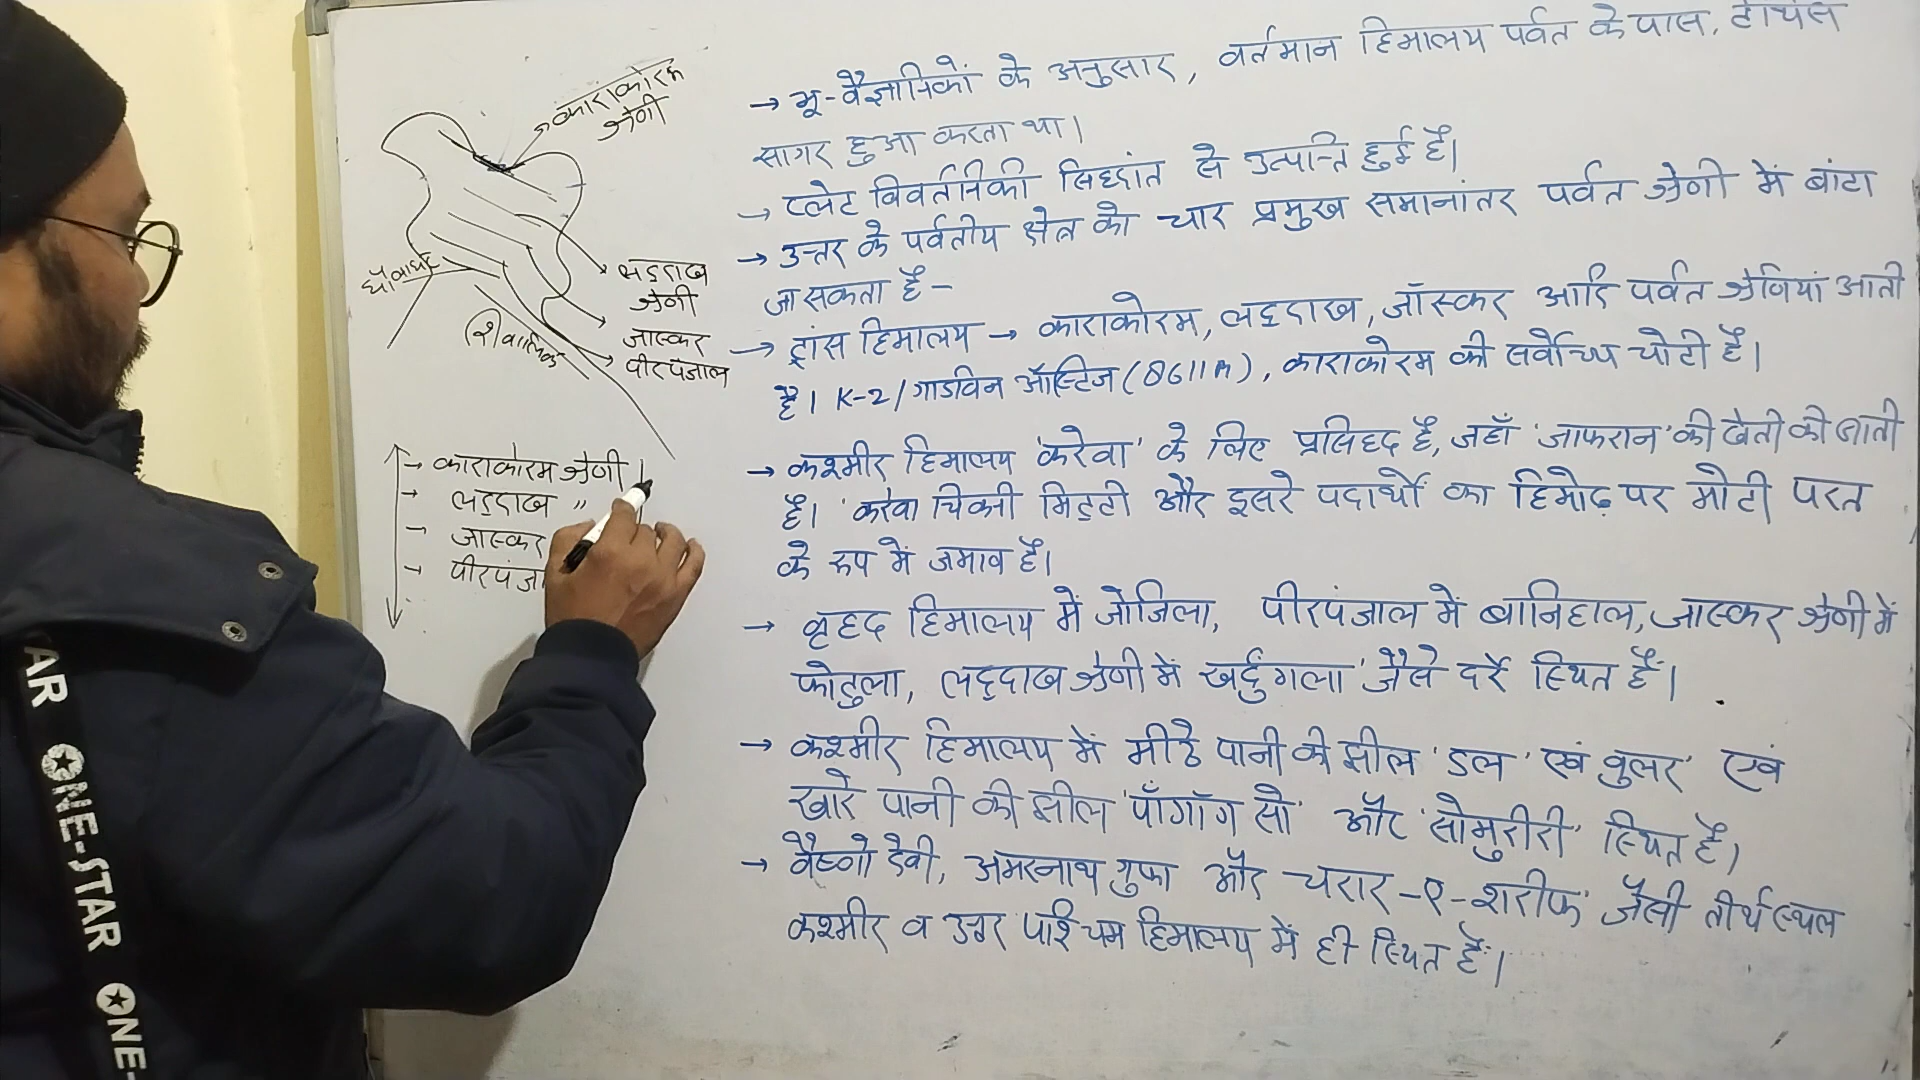 काराकोरम
श्रेणी
लद्दाख
श्रेणी
जास्कर
पीरपंजाल
शिवालिक
→ काराकोरम श्रेणी
→ लद्दाख "
→ जास्कर
→ पीरपंजा
→ भू-वैज्ञानिकों के अनुसार, वर्तमान हिमालय पर्वत के पास, टेथिस
सागर हुआ करता था।
→ प्लेट विवर्तनिकी सिध्दांत से उत्पत्ति हुई है।
→ उत्तर के पर्वतीय क्षेत्र को चार प्रमुख समानांतर पर्वत श्रेणी में बांटा
जा सकता है -
→ ट्रांस हिमालय → काराकोरम, लद्दाख, जॉस्कर आदि पर्वत श्रेणियां आती
है। K-2/गाडविन ऑस्टिन (8611m), काराकोरम की सर्वोच्च चोटी है।
→ कश्मीर हिमालय 'करेवा' के लिए प्रसिध्द है, जहाँ 'जाफरान' की खेती की जाती
है। 'करेवा चिकनी मिट्टी और दूसरे पदार्थों का हिमोढ़ पर मोटी परत
के रूप में जमाव है।
→ वृहद हिमालय में जोजिला, पीरपंजाल में बानिहाल, जास्कर श्रेणी में
फोटुला, लद्दाख श्रेणी में खर्दुंगला' जैसे दर्रे स्थित हैं।
→ कश्मीर हिमालय में मीठे पानी की झील 'डल' एवं वुलर' एवं
खारे पानी की झील 'पाँगाँग सो' और 'सोमुरीरी' स्थित है।
→ वैष्णो देवी, अमरनाथ गुफा और चरार-ए-शरीफ' जैसी तीर्थ स्थल
कश्मीर व उत्तर पश्चिम हिमालय में ही स्थित हैं।
AR ✪NE-STAR ✪NE-